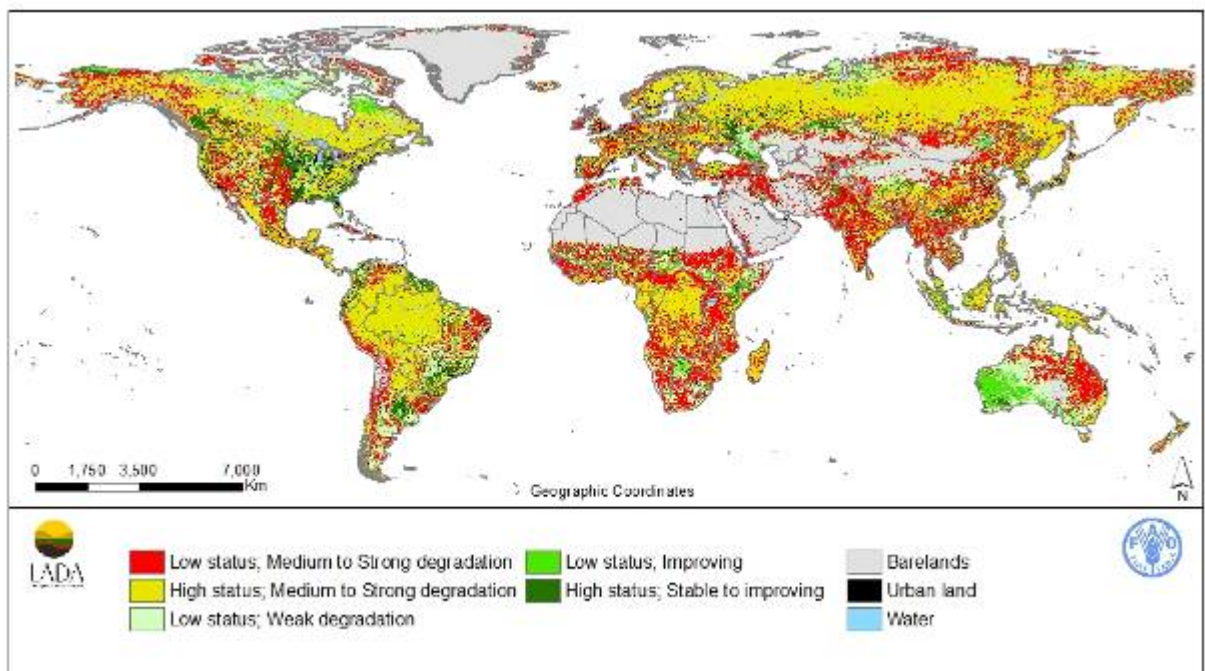 0 1,750 3,500 7,000
Km
Geographic Coordinates
N
LADA
Low status; Medium to Strong degradation
High status; Medium to Strong degradation
Low status; Weak degradation
Low status; Improving
High status; Stable to improving
Barelands
Urban land
Water
F A O